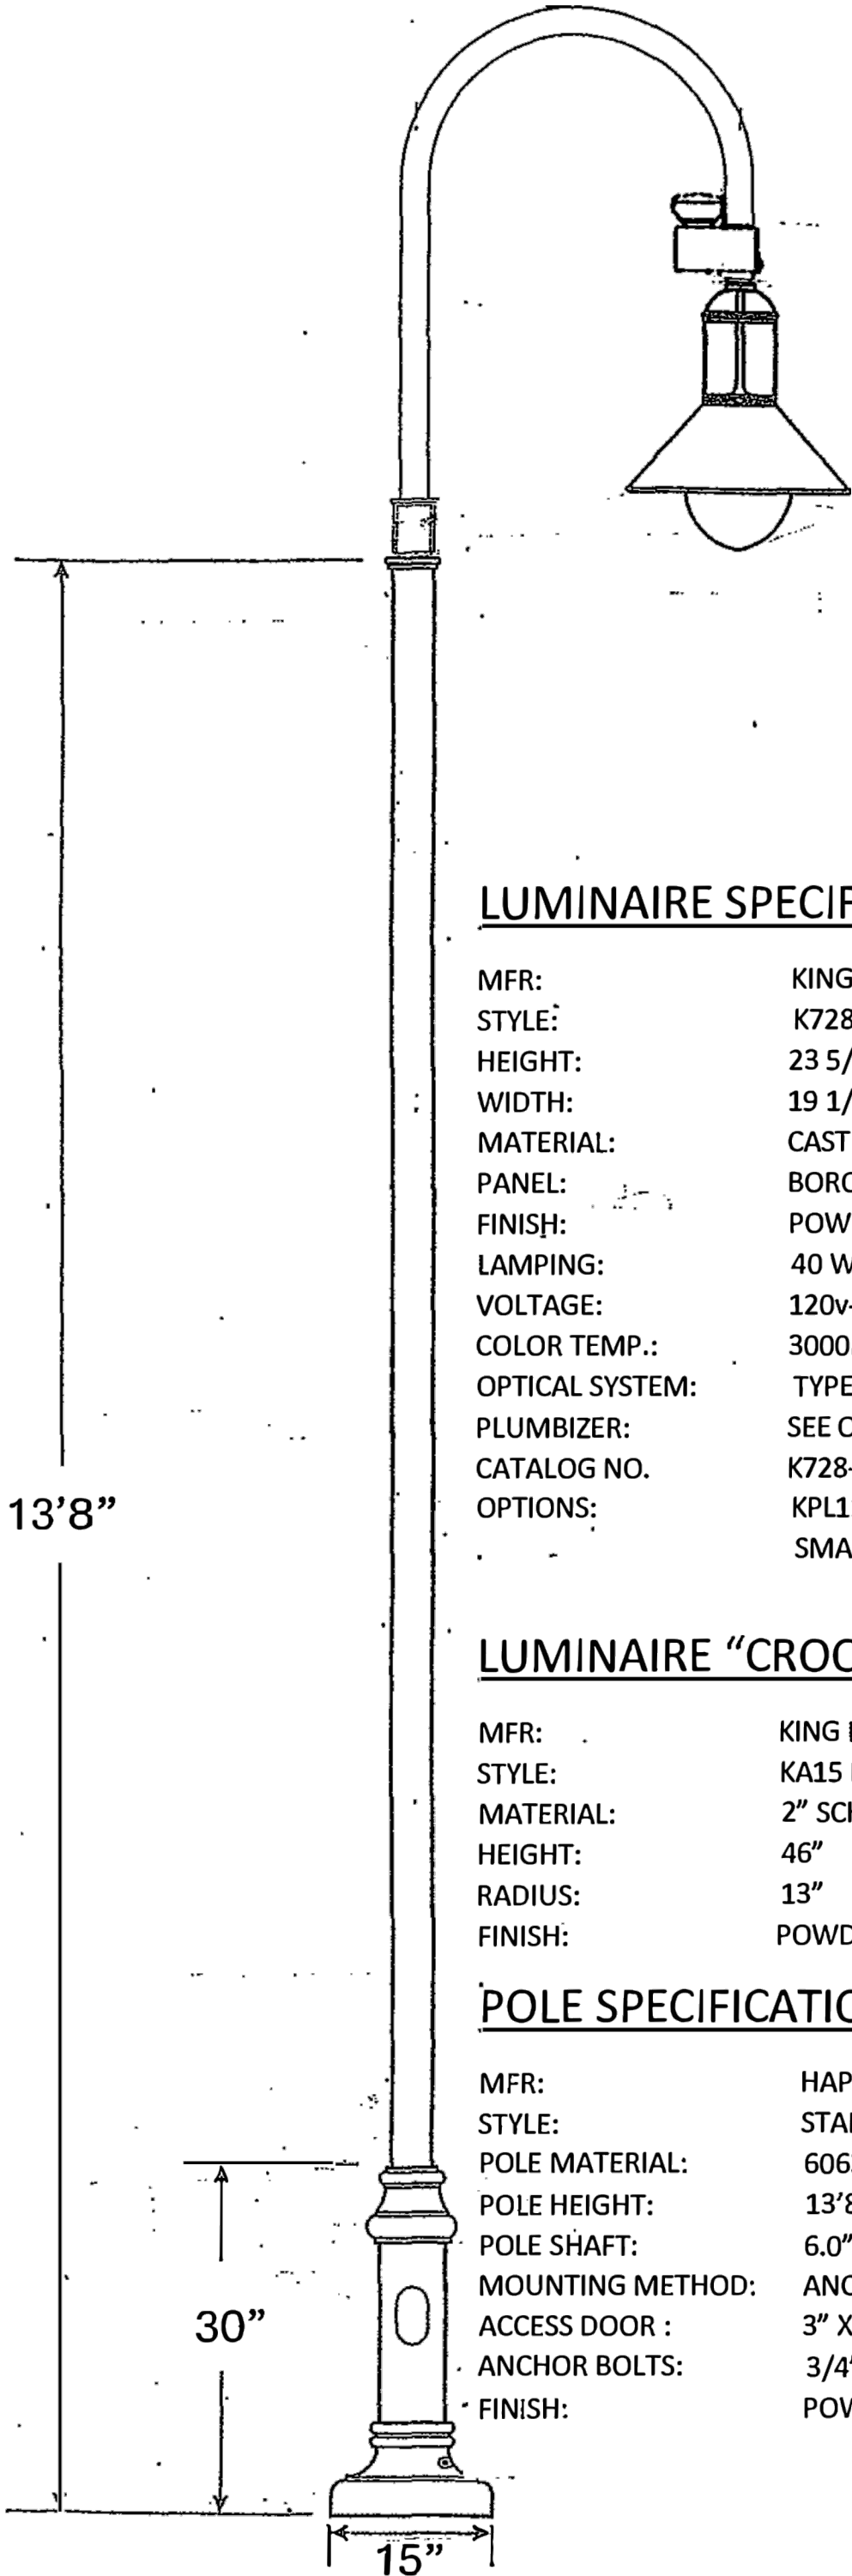 LUMINAIRE SPECIF
MFR: KING
STYLE: K728
HEIGHT: 23 5/
WIDTH: 19 1/
MATERIAL: CAST
PANEL: BORO
FINISH: POW
LAMPING: 40 W
VOLTAGE: 120v-
COLOR TEMP.: 3000
OPTICAL SYSTEM: TYPE
PLUMBIZER: SEE
CATALOG NO. K728-
13'8”
OPTIONS: KPL1
SMA
LUMINAIRE “CROO
MFR: KING
STYLE: KA15
MATERIAL: 2” SCH
HEIGHT: 46”
RADIUS: 13”
FINISH: POWD
POLE SPECIFICATIO
MFR: HAP
STYLE: STA
POLE MATERIAL: 606
POLE HEIGHT: 13'8
POLE SHAFT: 6.0”
MOUNTING METHOD: ANC
30”
ACCESS DOOR : 3” X
ANCHOR BOLTS: 3/4"
FINISH: POW
15”